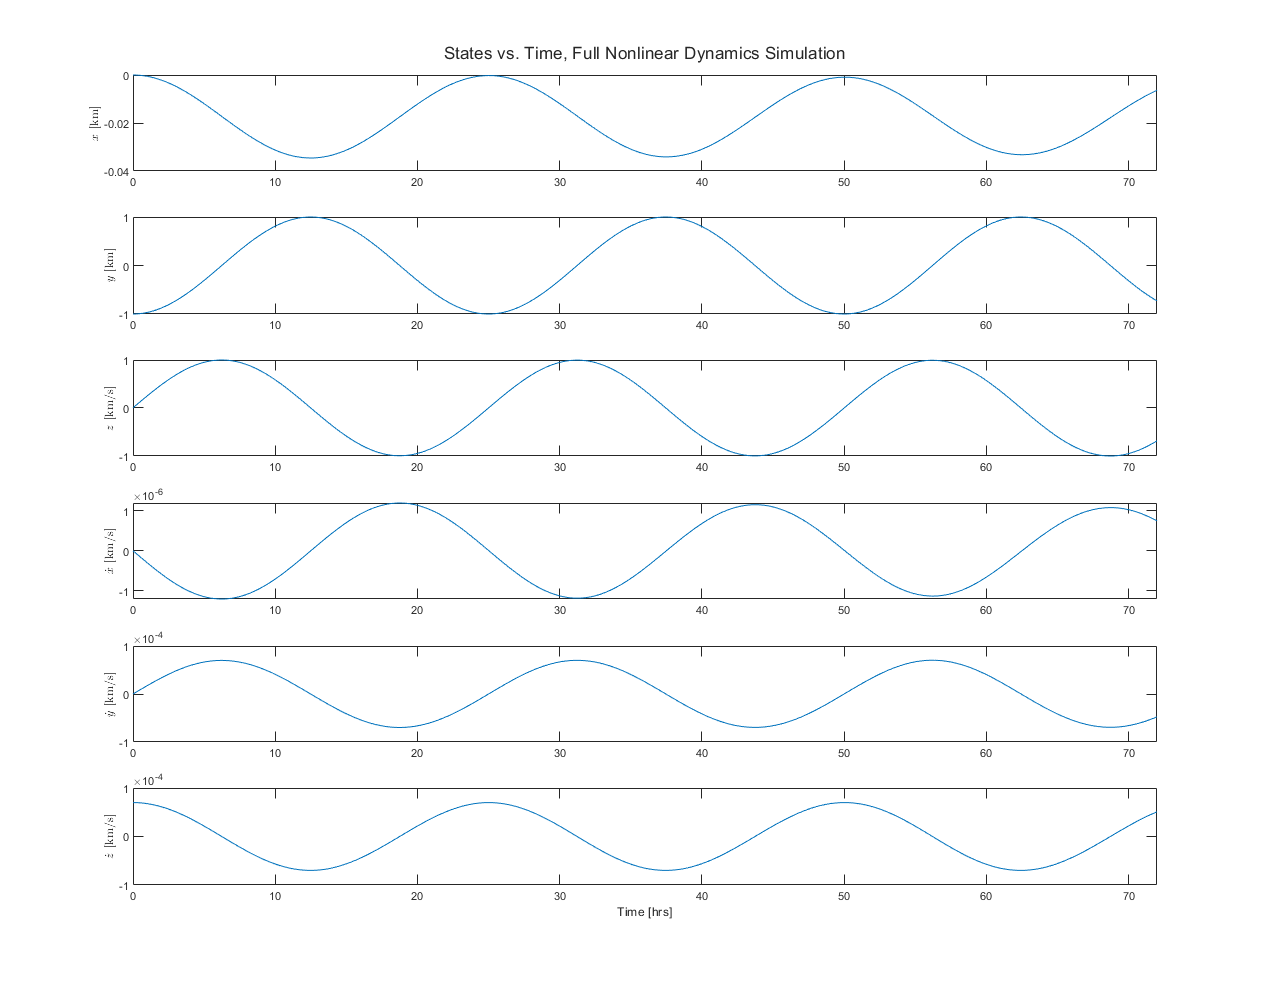 States vs. Time, Full Nonlinear Dynamics Simulation
0
-0.02
-0.04
x [km]
0 10 20 30 40 50 60 70
1
0
-1
y [km]
0 10 20 30 40 50 60 70
1
0
-1
z [km/s]
0 10 20 30 40 50 60 70
×10^-6
1
0
-1
ẋ [km/s]
0 10 20 30 40 50 60 70
×10^-4
1
0
-1
ẏ [km/s]
0 10 20 30 40 50 60 70
×10^-4
1
0
-1
ż [km/s]
0 10 20 30 40 50 60 70
Time [hrs]